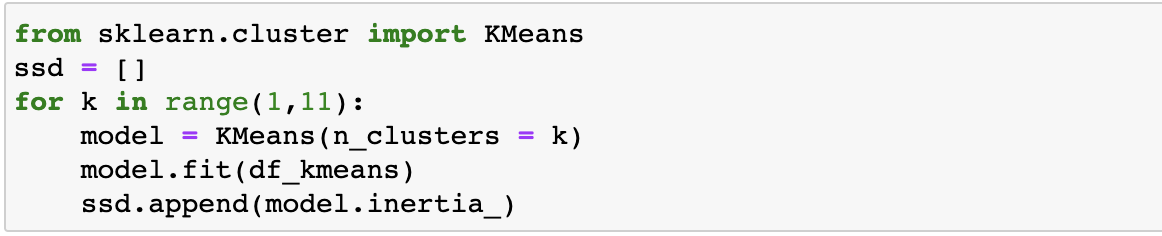 from sklearn.cluster import KMeans
ssd = []
for k in range(1,11):
    model = KMeans(n_clusters = k)
    model.fit(df_kmeans)
    ssd.append(model.inertia_)